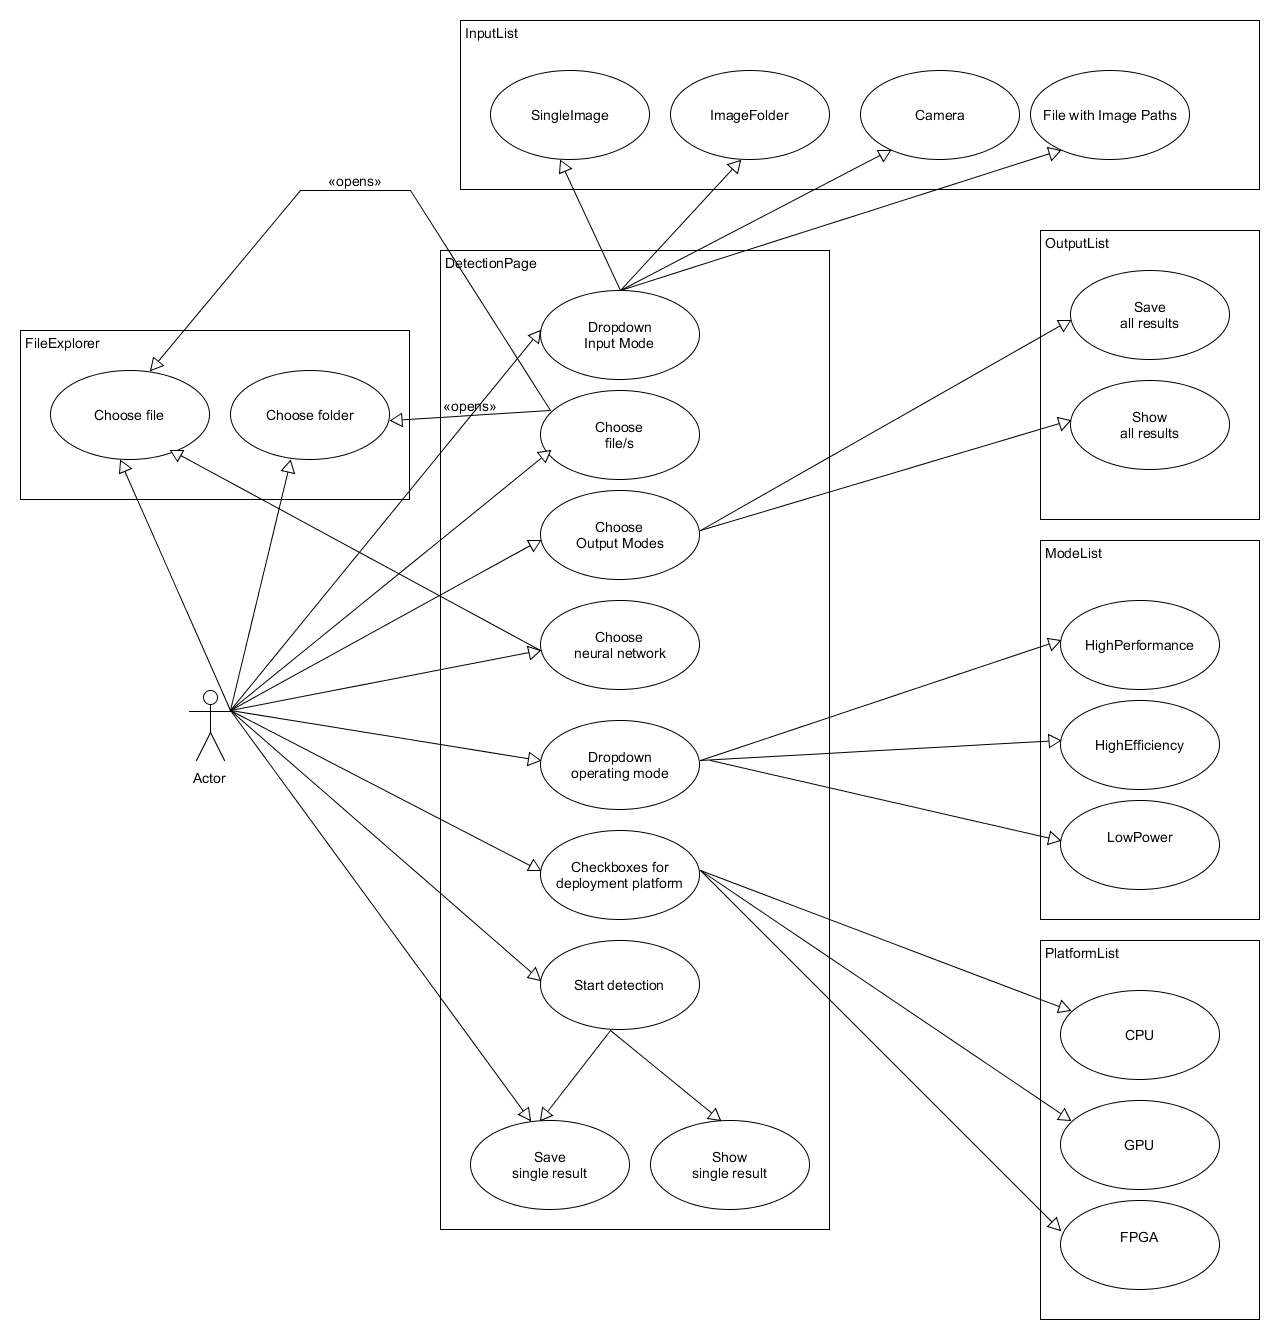 InputList
SingleImage
ImageFolder
Camera
File with Image Paths
«opens»
OutputList
Save
all results
Show
all results
DetectionPage
Dropdown
Input Mode
FileExplorer
Choose file
Choose folder
«opens»
Choose
file/s
Choose
Output Modes
Choose
neural network
Dropdown
operating mode
Checkboxes for
deployment platform
Start detection
Save
single result
Show
single result
Actor
ModeList
HighPerformance
HighEfficiency
LowPower
PlatformList
CPU
GPU
FPGA